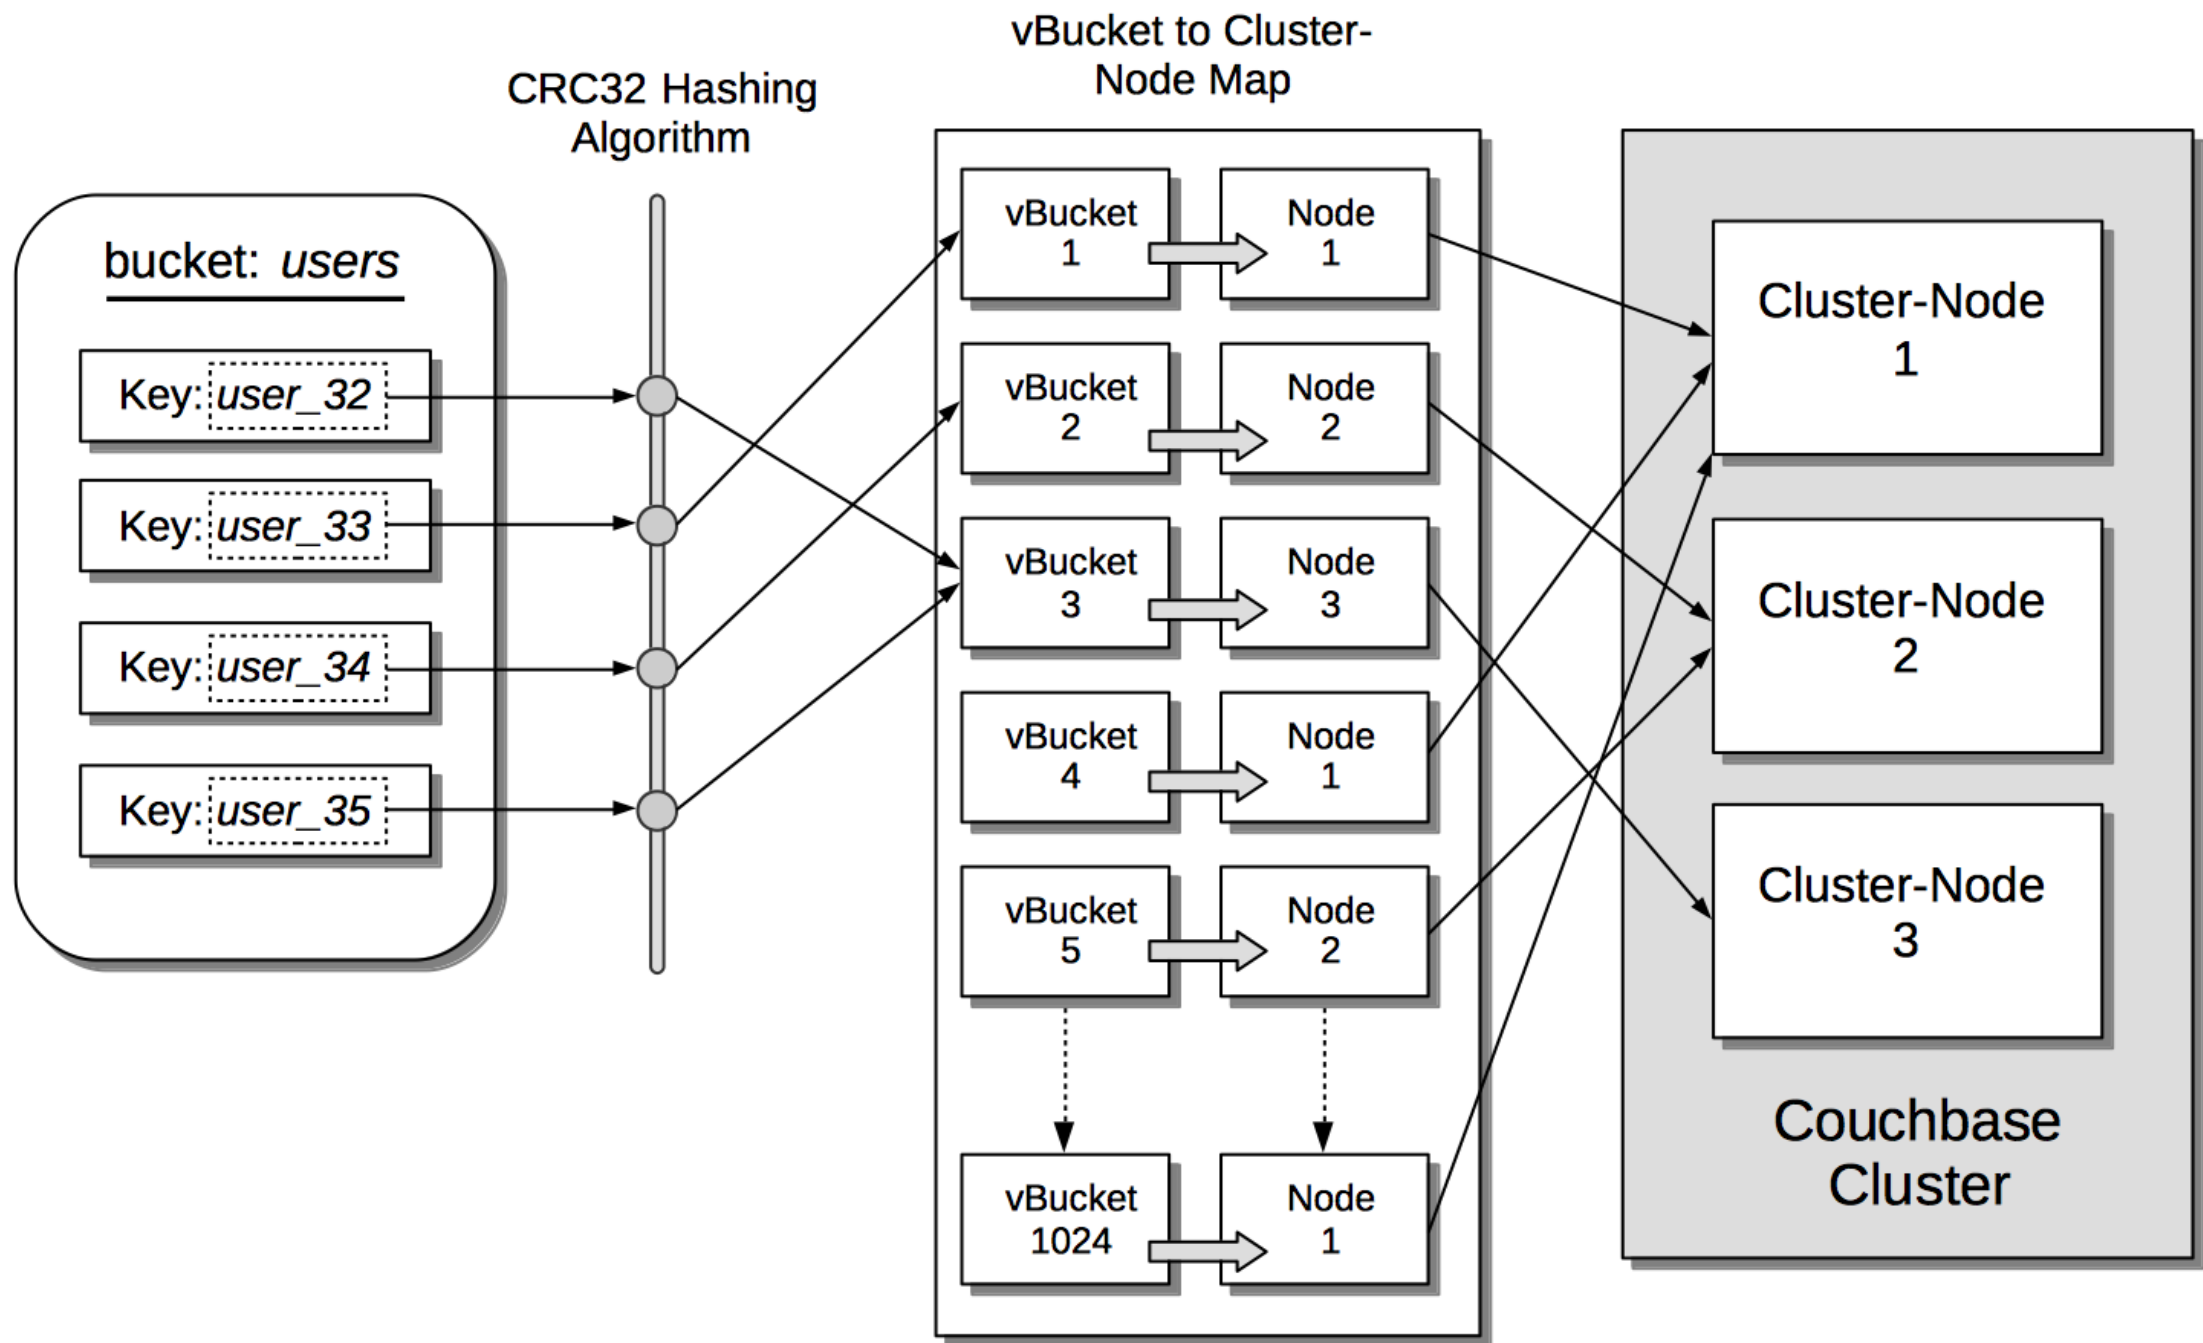 vBucket to Cluster-
Node Map
CRC32 Hashing
Algorithm
bucket: users
Key: user_32
Key: user_33
Key: user_34
Key: user_35
vBucket
1
Node
1
vBucket
2
Node
2
vBucket
3
Node
3
vBucket
4
Node
1
vBucket
5
Node
2
vBucket
1024
Node
1
Cluster-Node
1
Cluster-Node
2
Cluster-Node
3
Couchbase
Cluster